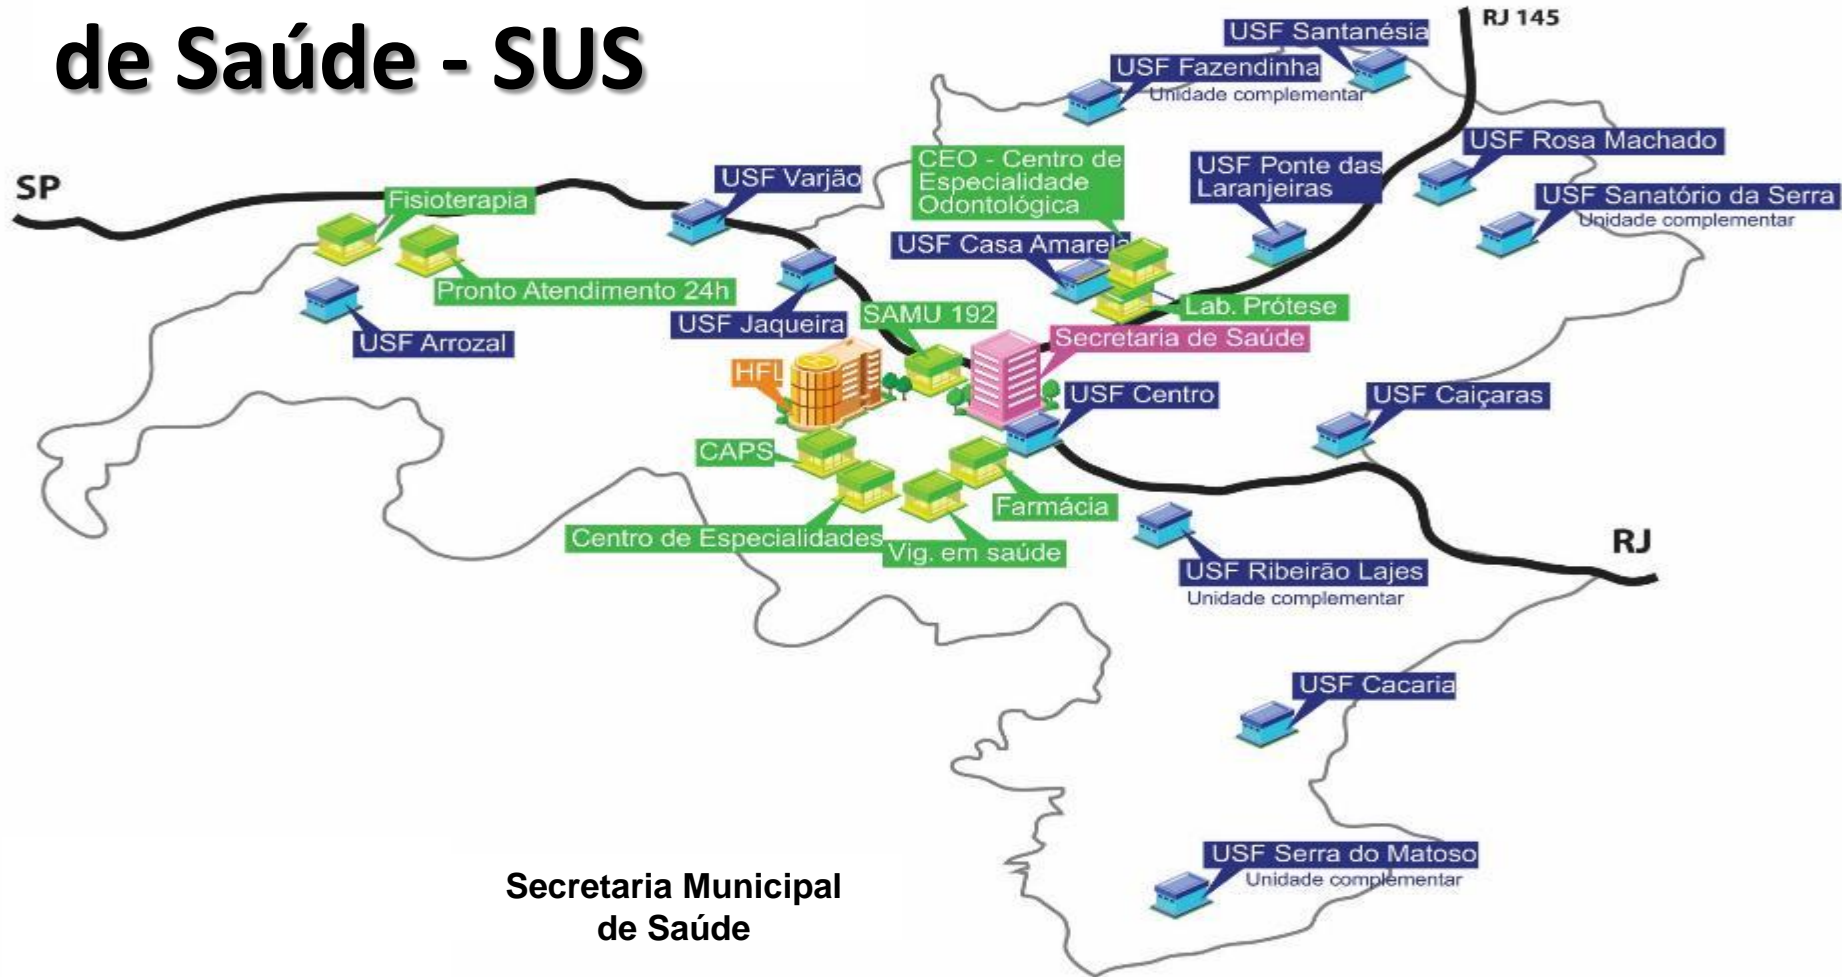 de Saúde - SUS
RJ 145
USF Santanésia
USF Fazendinha
Unidade complementar
USF Rosa Machado
CEO - Centro de
Especialidade
Odontológica
USF Ponte das
Laranjeiras
SP
USF Varjão
Fisioterapia
USF Sanatório da Serra
Unidade complementar
USF Casa Amarela
Pronto Atendimento 24h
Lab. Prótese
SAMU 192
USF Jaqueira
USF Arrozal
Secretaria de Saúde
HFL
USF Centro
USF Caiçaras
CAPS
Farmácia
Centro de Especialidades
Vig. em saúde
RJ
USF Ribeirão Lajes
Unidade complementar
USF Cacaria
USF Serra do Matoso
Unidade complementar
Secretaria Municipal
de Saúde